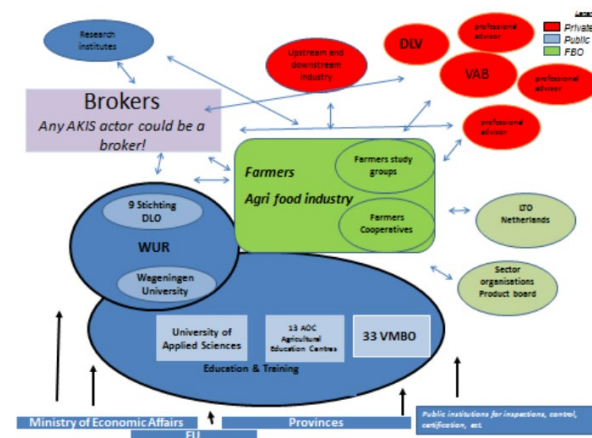 Legend
Private
Public
FBO
Research
institutes
Upstream and
downstream
industry
DLV
professional
advisor
VAB
professional
advisor
professional
advisor
Brokers
Any AKIS actor could be a
broker!
Farmers
Agri food industry
Farmers study
groups
Farmers
Cooperatives
9 Stichting
DLO
WUR
Wageningen
University
LTO
Netherlands
Sector
organisations
Product board
University of
Applied Sciences
13 AOC
Agricultural
Education Centres
33 VMBO
Education & Training
Ministry of Economic Affairs
Provinces
EU
Public institutions for inspections, control,
certification, ect.